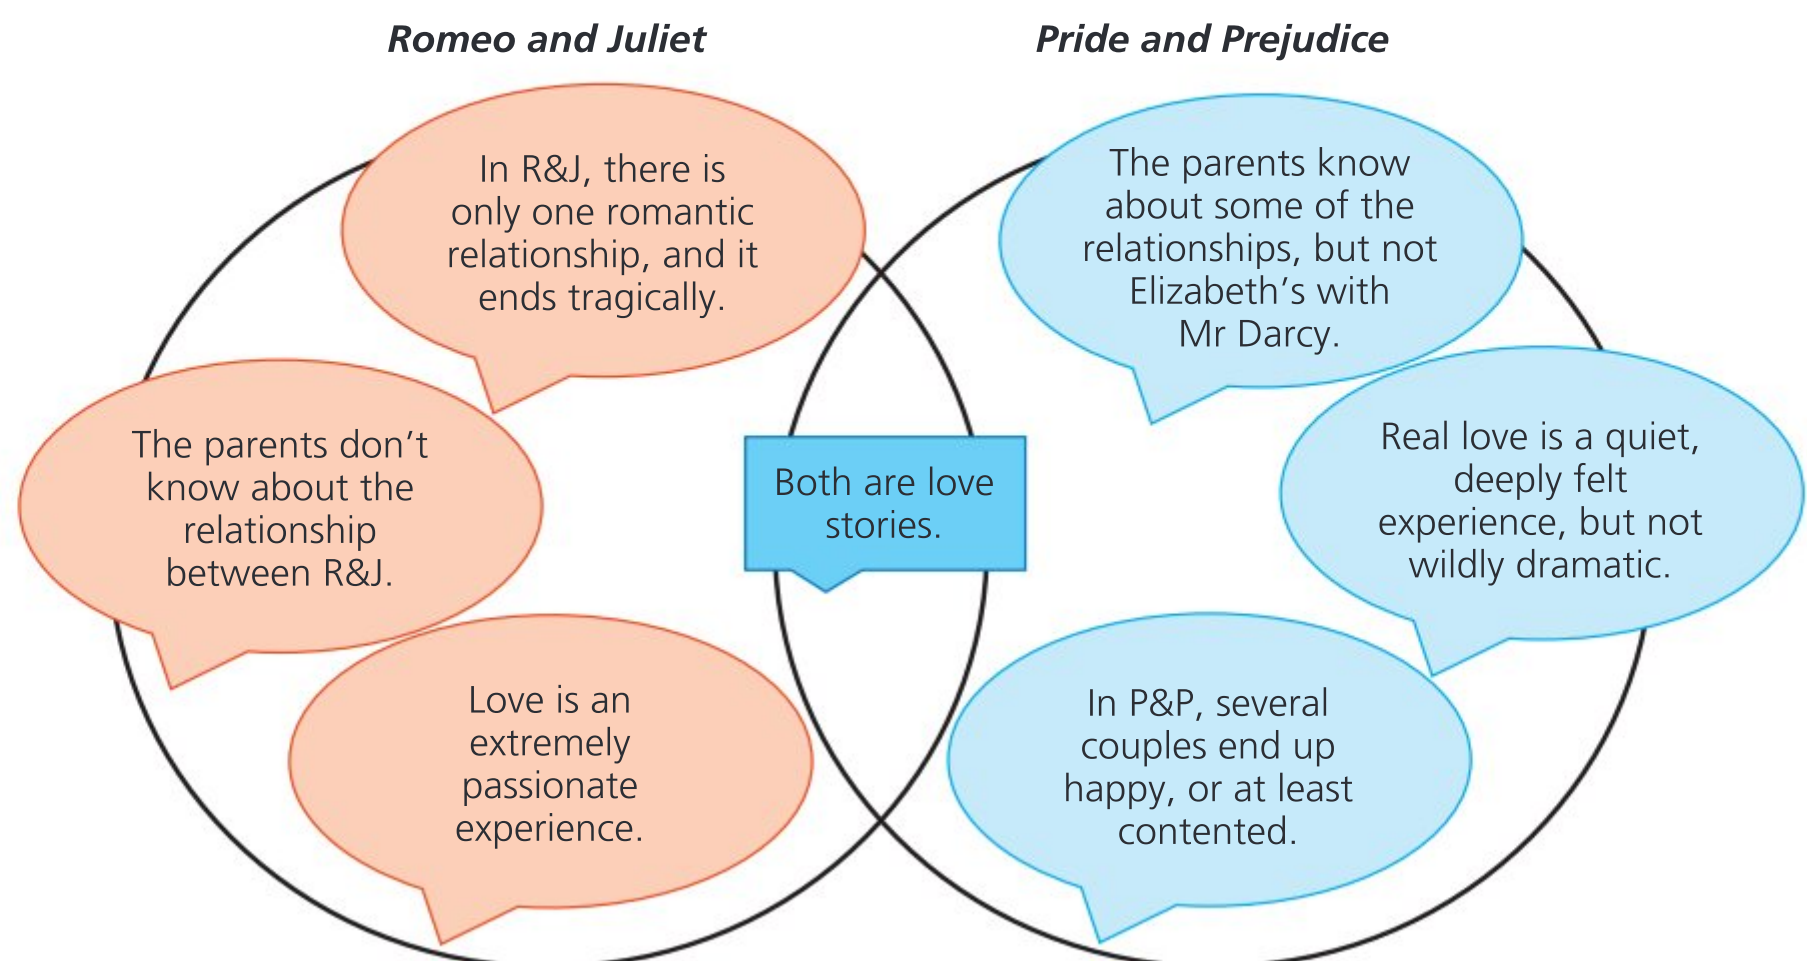 Romeo and Juliet
Pride and Prejudice
In R&J, there is
only one romantic
relationship, and it
ends tragically.
The parents know
about some of the
relationships, but not
Elizabeth’s with
Mr Darcy.
The parents don’t
know about the
relationship
between R&J.
Both are love
stories.
Real love is a quiet,
deeply felt
experience, but not
wildly dramatic.
Love is an
extremely
passionate
experience.
In P&P, several
couples end up
happy, or at least
contented.